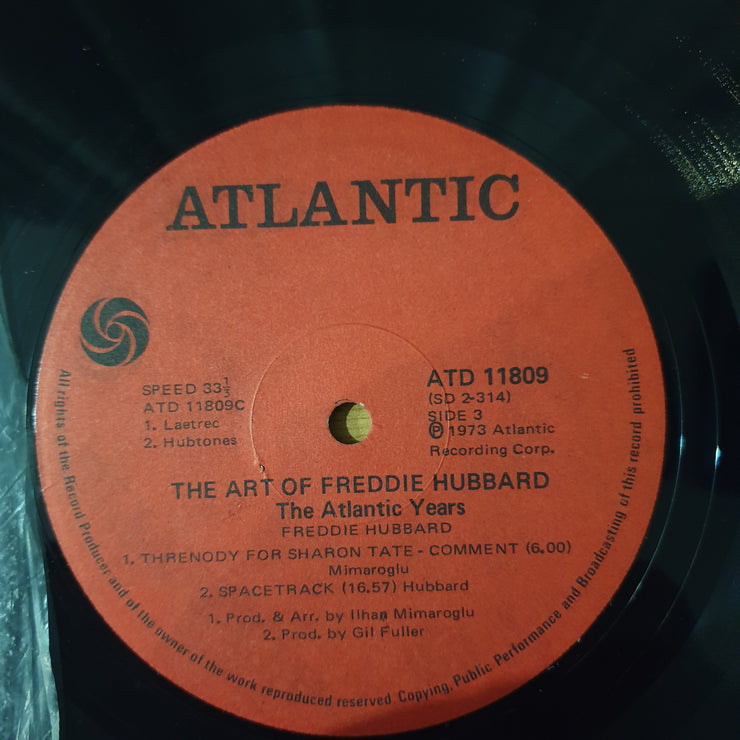 ATLANTIC
SPEED 33⅓
ATD 11809C
1. Laetrec
2. Hubtones
ATD 11809
(SD 2-314)
SIDE 3
℗ 1973 Atlantic
Recording Corp.
THE ART OF FREDDIE HUBBARD
The Atlantic Years
FREDDIE HUBBARD
1. THRENODY FOR SHARON TATE - COMMENT (6.00)
Mimaroglu
2. SPACETRACK (16.57) Hubbard
1. Prod. & Arr. by Ilhan Mimaroglu
2. Prod. by Gil Fuller
All rights of the Record Producer and of the owner of the work reproduced reserved Copying, Public Performance and Broadcasting of this record prohibited